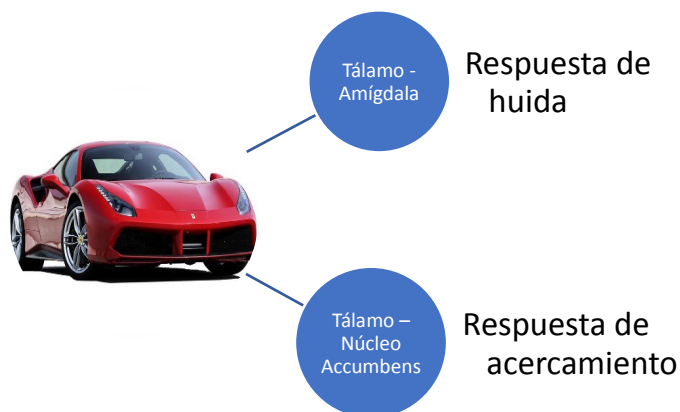 Tálamo -
Amígdala
Respuesta de
huida
Tálamo –
Núcleo
Accumbens
Respuesta de
acercamiento